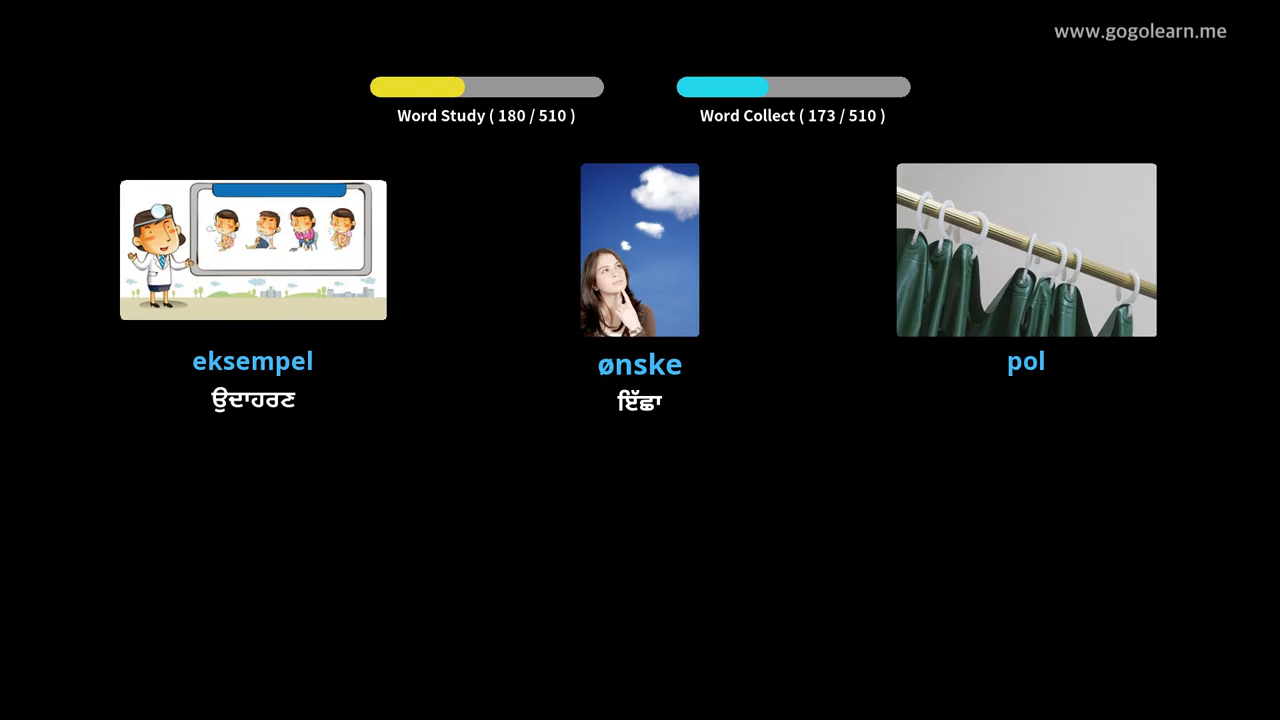 www.gogolearn.me
Word Study ( 180 / 510 )
Word Collect ( 173 / 510 )
eksempel
ønske
pol
ਉਦਾਹਰਣ
ਇੱਛਾ